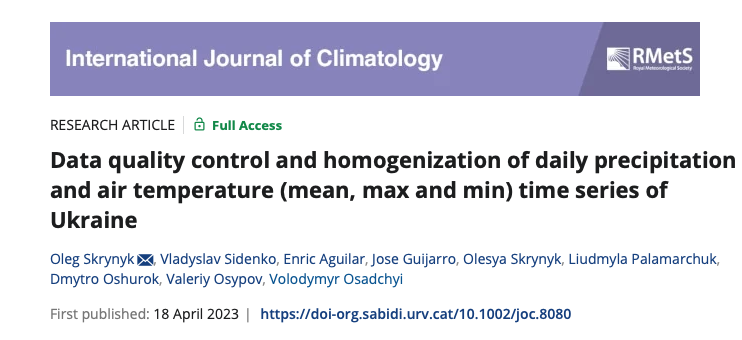 International Journal of Climatology
RMetS
Royal Meteorological Society
RESEARCH ARTICLE
Full Access
Data quality control and homogenization of daily precipitation
and air temperature (mean, max and min) time series of
Ukraine
Oleg Skrynyk, Vladyslav Sidenko, Enric Aguilar, Jose Guijarro, Olesya Skrynyk, Liudmyla Palamarchuk,
Dmytro Oshurok, Valeriy Osypov, Volodymyr Osadchyi
First published: 18 April 2023 | https://doi-org.sabidi.urv.cat/10.1002/joc.8080